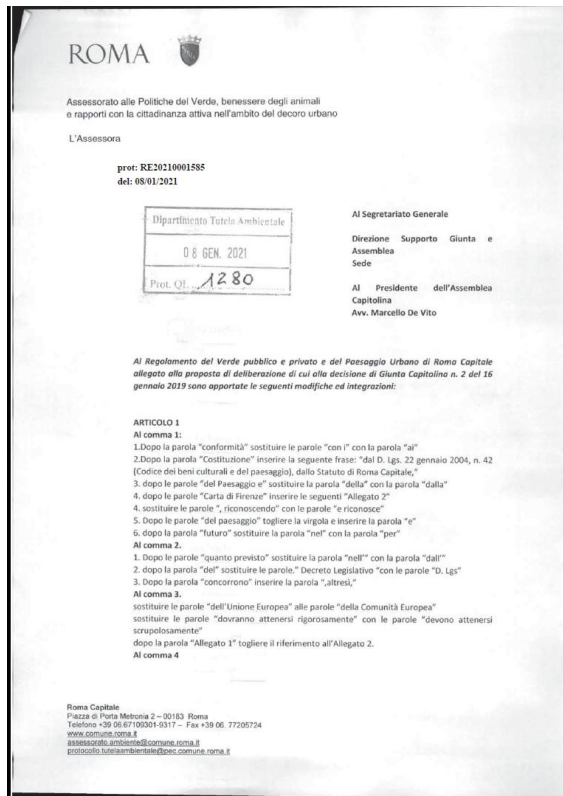 ROMA
Assessorato alle Politiche del Verde, benessere degli animali
e rapporti con la cittadinanza attiva nell'ambito del decoro urbano
L'Assessora
prot: RE20210001585
del: 08/01/2021
Dipartimento Tutela Ambientale
08 GEN. 2021
Prot. QL 1280
Al Segretariato Generale
Direzione Supporto Giunta e
Assemblea
Sede
Al Presidente dell'Assemblea
Capitolina
Avv. Marcello De Vito
Al Regolamento del Verde pubblico e privato e del Paesaggio Urbano di Roma Capitale
allegato alla proposta di deliberazione di cui alla decisione di Giunta Capitolina n. 2 del 16
gennaio 2019 sono apportate le seguenti modifiche ed integrazioni:
ARTICOLO 1
Al comma 1:
1.Dopo la parola "conformità" sostituire le parole "con i" con la parola "ai"
2.Dopo la parola "Costituzione" inserire la seguente frase: "dal D. Lgs. 22 gennaio 2004, n. 42
(Codice dei beni culturali e del paesaggio), dallo Statuto di Roma Capitale,"
3. dopo le parole "del Paesaggio e" sostituire la parola "della" con la parola "dalla"
4. dopo le parole "Carta di Firenze" inserire le seguenti "Allegato 2"
4. sostituire le parole ", riconoscendo" con le parole "e riconosce"
5. Dopo le parole "del paesaggio" togliere la virgola e inserire la parola "e"
6. dopo la parola "futuro" sostituire la parola "nel" con la parola "per"
Al comma 2.
1. Dopo le parole "quanto previsto" sostituire la parola "nell'" con la parola "dall'"
2. dopo la parola "del" sostituire le parole." Decreto Legislativo "con le parole "D. Lgs"
3. Dopo la parola "concorrono" inserire la parola ",altresì,"
Al comma 3.
sostituire le parole "dell'Unione Europea" alle parole "della Comunità Europea"
sostituire le parole "dovranno attenersi rigorosamente" con le parole "devono attenersi
scrupolosamente"
dopo la parola "Allegato 1" togliere il riferimento all'Allegato 2.
Al comma 4
Roma Capitale
Piazza di Porta Metronia 2 – 00183 Roma
Telefono +39 06.67109301-9317 – Fax +39 06. 77205724
www.comune.roma.it
assessorato.ambiente@comune.roma.it
protocollo.tutelaambientale@pec.comune.roma.it